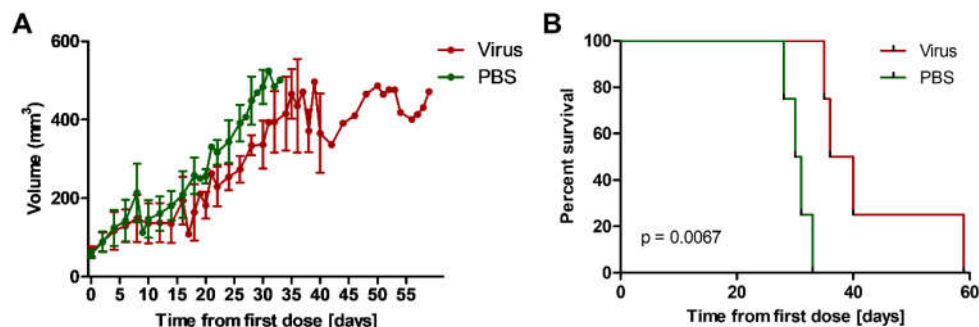 A
600
400
200
0
Volume (mm3)
0 5 10 15 20 25 30 35 40 45 50 55
Time from first dose [days]
Virus
PBS
B
100
80
60
40
20
0
Percent survival
p = 0.0067
0 20 40 60
Time from first dose [days]
Virus
PBS